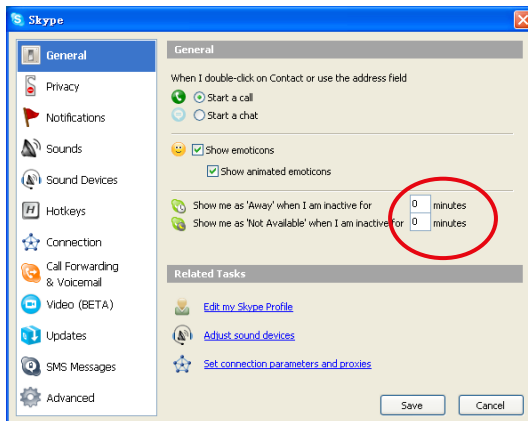 Skype
General
Privacy
Notifications
Sounds
Sound Devices
Hotkeys
Connection
Call Forwarding
& Voicemail
Video (BETA)
Updates
SMS Messages
Advanced
General
When I double-click on Contact or use the address field
Start a call
Start a chat
Show emoticons
Show animated emoticons
Show me as 'Away' when I am inactive for 0 minutes
Show me as 'Not Available' when I am inactive for 0 minutes
Related Tasks
Edit my Skype Profile
Adjust sound devices
Set connection parameters and proxies
Save Cancel